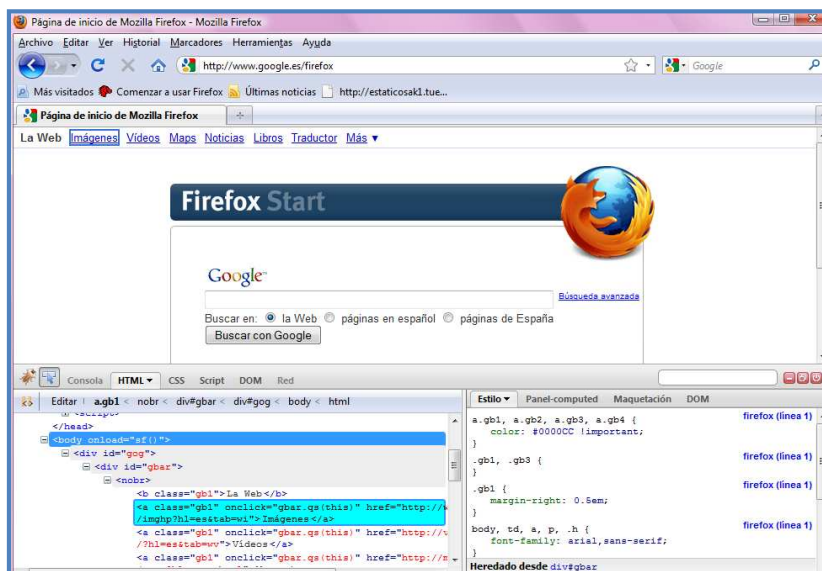 Página de inicio de Mozilla Firefox - Mozilla Firefox
Archivo Editar Ver Historial Marcadores Herramientas Ayuda
http://www.google.es/firefox
Google
Más visitados Comenzar a usar Firefox Últimas noticias http://estaticosak1.tue...
Página de inicio de Mozilla Firefox
La Web Imágenes Vídeos Maps Noticias Libros Traductor Más ▼
Firefox Start
Google™
Búsqueda avanzada
Buscar en: la Web páginas en español páginas de España
Buscar con Google
Consola HTML CSS Script DOM Red
Editar a.gb1 < nobr < div#gbar < div#gog < body < html
<script>
</head>
<body onload="sf()">
<div id="gog">
<div id="gbar">
<nobr>
<b class="gb1">La Web</b>
<a class="gb1" onclick="gbar.qs(this)" href="http://
/imghp?hl=es&tab=wi">Imágenes</a>
<a class="gb1" onclick="gbar.qs(this)" href="http://
/?hl=es&tab=wv">Vídeos</a>
<a class="gb1" onclick="gbar.qs(this)" href="http://m
Estilo Panel-computed Maquetación DOM
a.gb1, a.gb2, a.gb3, a.gb4 { firefox (línea 1)
color: #0000CC !important;
}
.gb1, .gb3 { firefox (línea 1)
}
.gb1 { firefox (línea 1)
margin-right: 0.5em;
}
body, td, a, p, .h { firefox (línea 1)
font-family: arial,sans-serif;
}
Heredado desde div#gbar